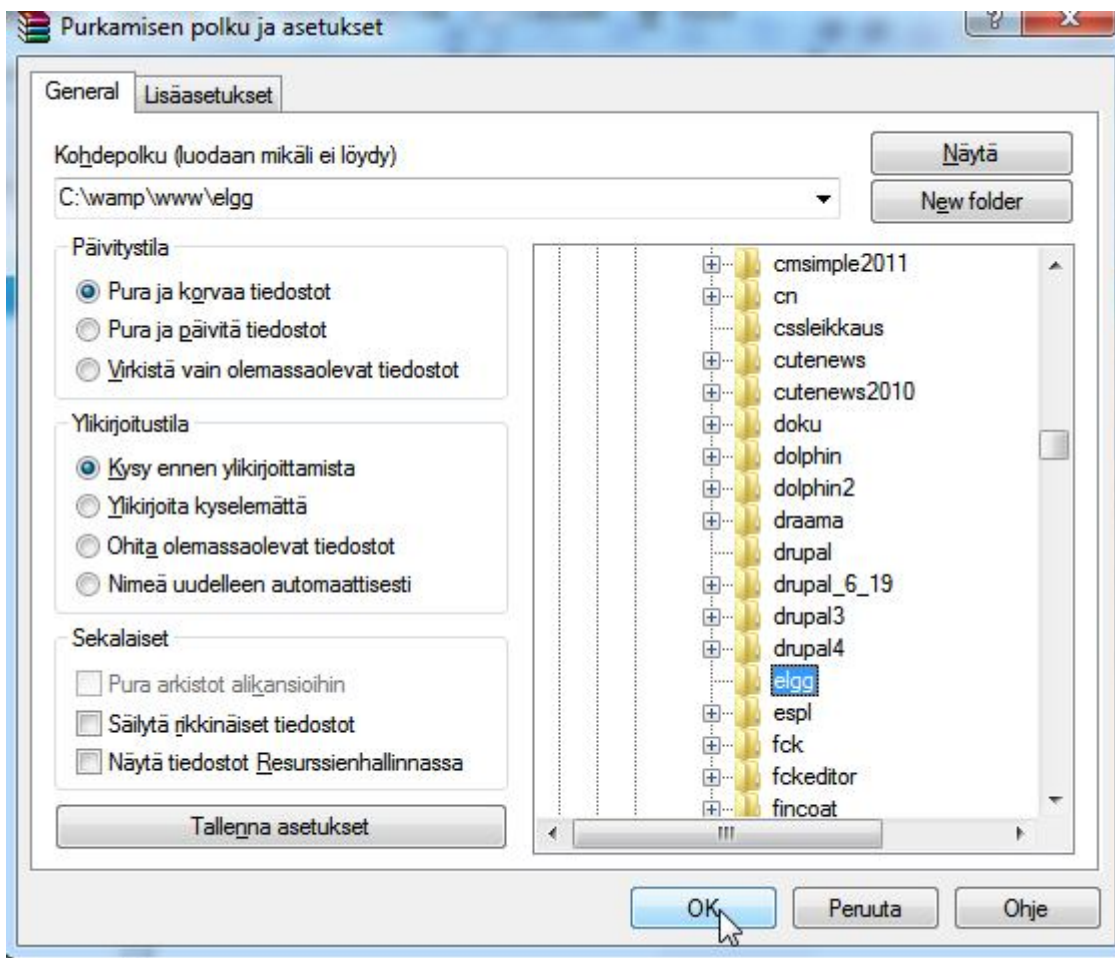 Purkamisen polku ja asetukset
?
X
General
Lisäasetukset
Kohdepolku (luodaan mikäli ei löydy)
Näytä
C:\wamp\www\elgg
New folder
Päivitystila
Pura ja korvaa tiedostot
Pura ja päivitä tiedostot
Virkistä vain olemassaolevat tiedostot
Ylikirjoitustila
Kysy ennen ylikirjoittamista
Ylikirjoita kyselemättä
Ohita olemassaolevat tiedostot
Nimeä uudelleen automaattisesti
Sekalaiset
Pura arkistot alikansioihin
Säilytä rikkinäiset tiedostot
Näytä tiedostot Resurssienhallinnassa
Tallenna asetukset
cmsimple2011
cn
cssleikkaus
cutenews
cutenews2010
doku
dolphin
dolphin2
draama
drupal
drupal_6_19
drupal3
drupal4
elgg
espl
fck
fckeditor
fincoat
OK
Peruuta
Ohje